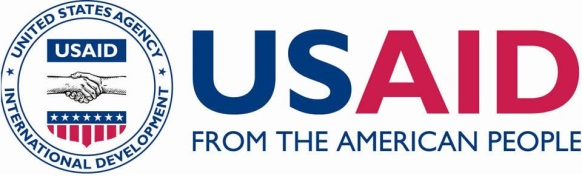 UNITED STATES AGENCY
USAID
INTERNATIONAL DEVELOPMENT
USAID
FROM THE AMERICAN PEOPLE